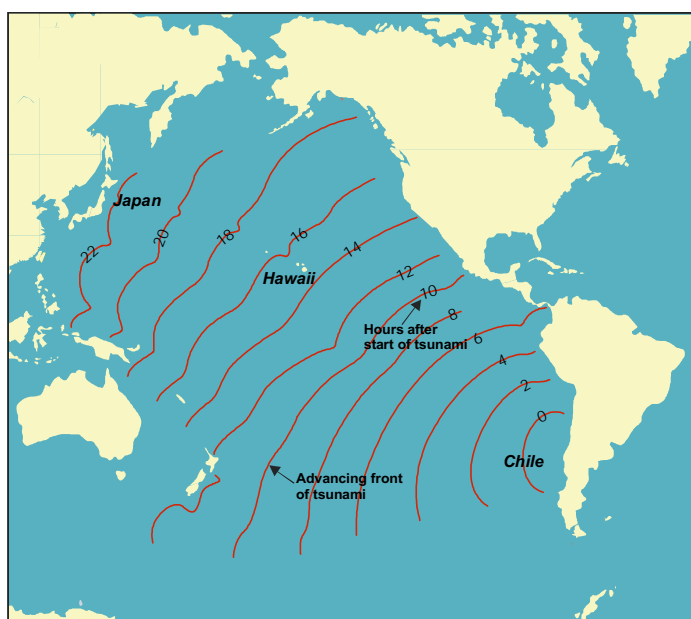 Japan
22
20
18
16
14
12
10
8
6
4
2
0
Hawaii
Hours after
start of tsunami
Chile
Advancing front
of tsunami